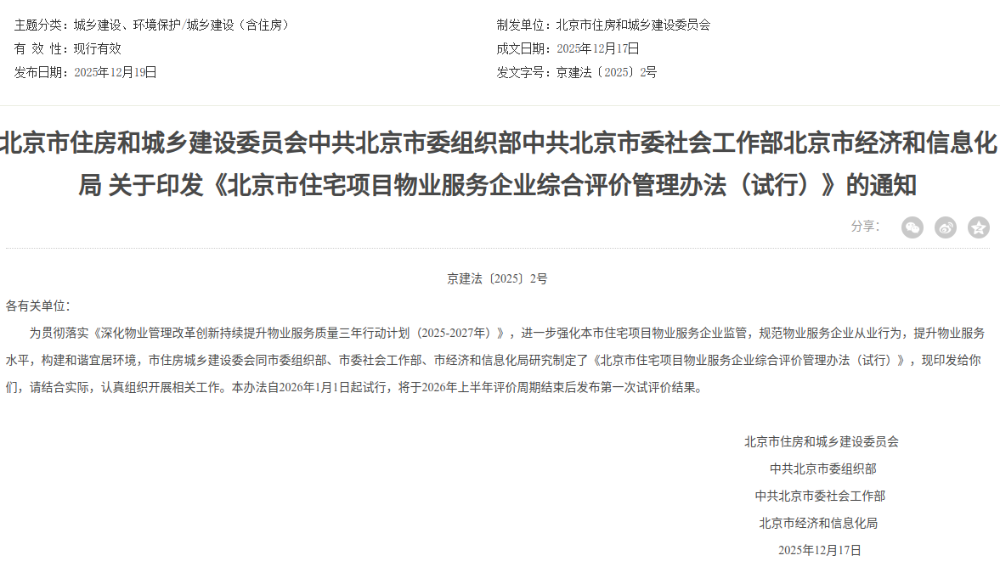 主题分类：城乡建设、环境保护/城乡建设（含住房）
制发单位：北京市住房和城乡建设委员会
有 效 性：现行有效
成文日期：2025年12月17日
发布日期：2025年12月19日
发文字号：京建法〔2025〕2号
北京市住房和城乡建设委员会中共北京市委组织部中共北京市委社会工作部北京市经济和信息化
局 关于印发《北京市住宅项目物业服务企业综合评价管理办法（试行）》的通知
分享：
京建法〔2025〕2号
各有关单位：
为贯彻落实《深化物业管理改革创新持续提升物业服务质量三年行动计划（2025-2027年）》，进一步强化本市住宅项目物业服务企业监管，规范物业服务企业从业行为，提升物业服务
水平，构建和谐宜居环境，市住房城乡建设委会同市委组织部、市委社会工作部、市经济和信息化局研究制定了《北京市住宅项目物业服务企业综合评价管理办法（试行）》，现印发给你
们，请结合实际，认真组织开展相关工作。本办法自2026年1月1日起试行，将于2026年上半年评价周期结束后发布第一次试评价结果。
北京市住房和城乡建设委员会
中共北京市委组织部
中共北京市委社会工作部
北京市经济和信息化局
2025年12月17日